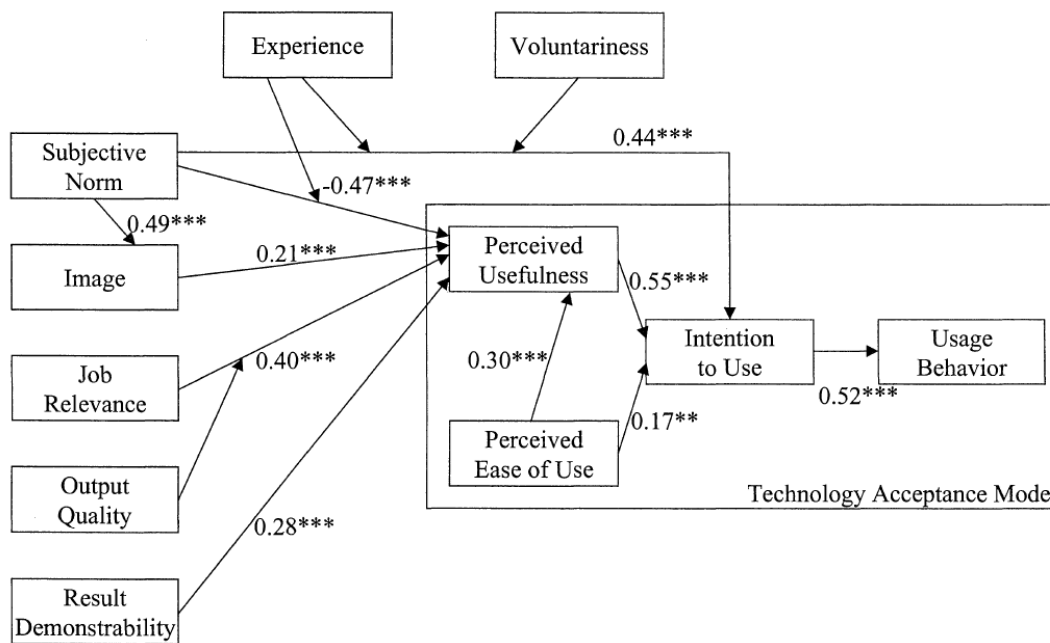 Experience
Voluntariness
Subjective
Norm
0.44***
-0.47***
0.49***
Image
0.21***
Perceived
Usefulness
0.55***
Intention
to Use
Usage
Behavior
0.52***
0.30***
0.17**
Perceived
Ease of Use
Technology Acceptance Mode
Job
Relevance
0.40***
Output
Quality
0.28***
Result
Demonstrability